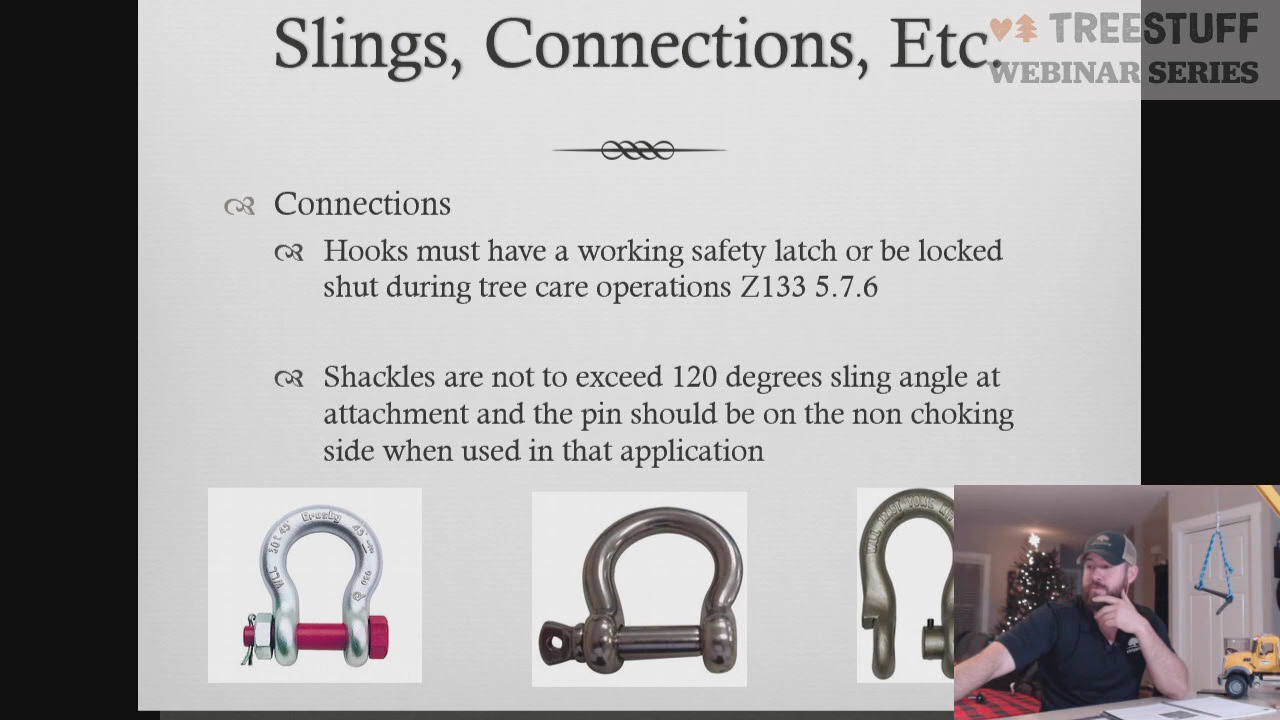 Slings, Connections, Etc.
TREESTUFF
WEBINAR SERIES
Connections
Hooks must have a working safety latch or be locked
shut during tree care operations Z133 5.7.6
Shackles are not to exceed 120 degrees sling angle at
attachment and the pin should be on the non choking
side when used in that application
Crosby